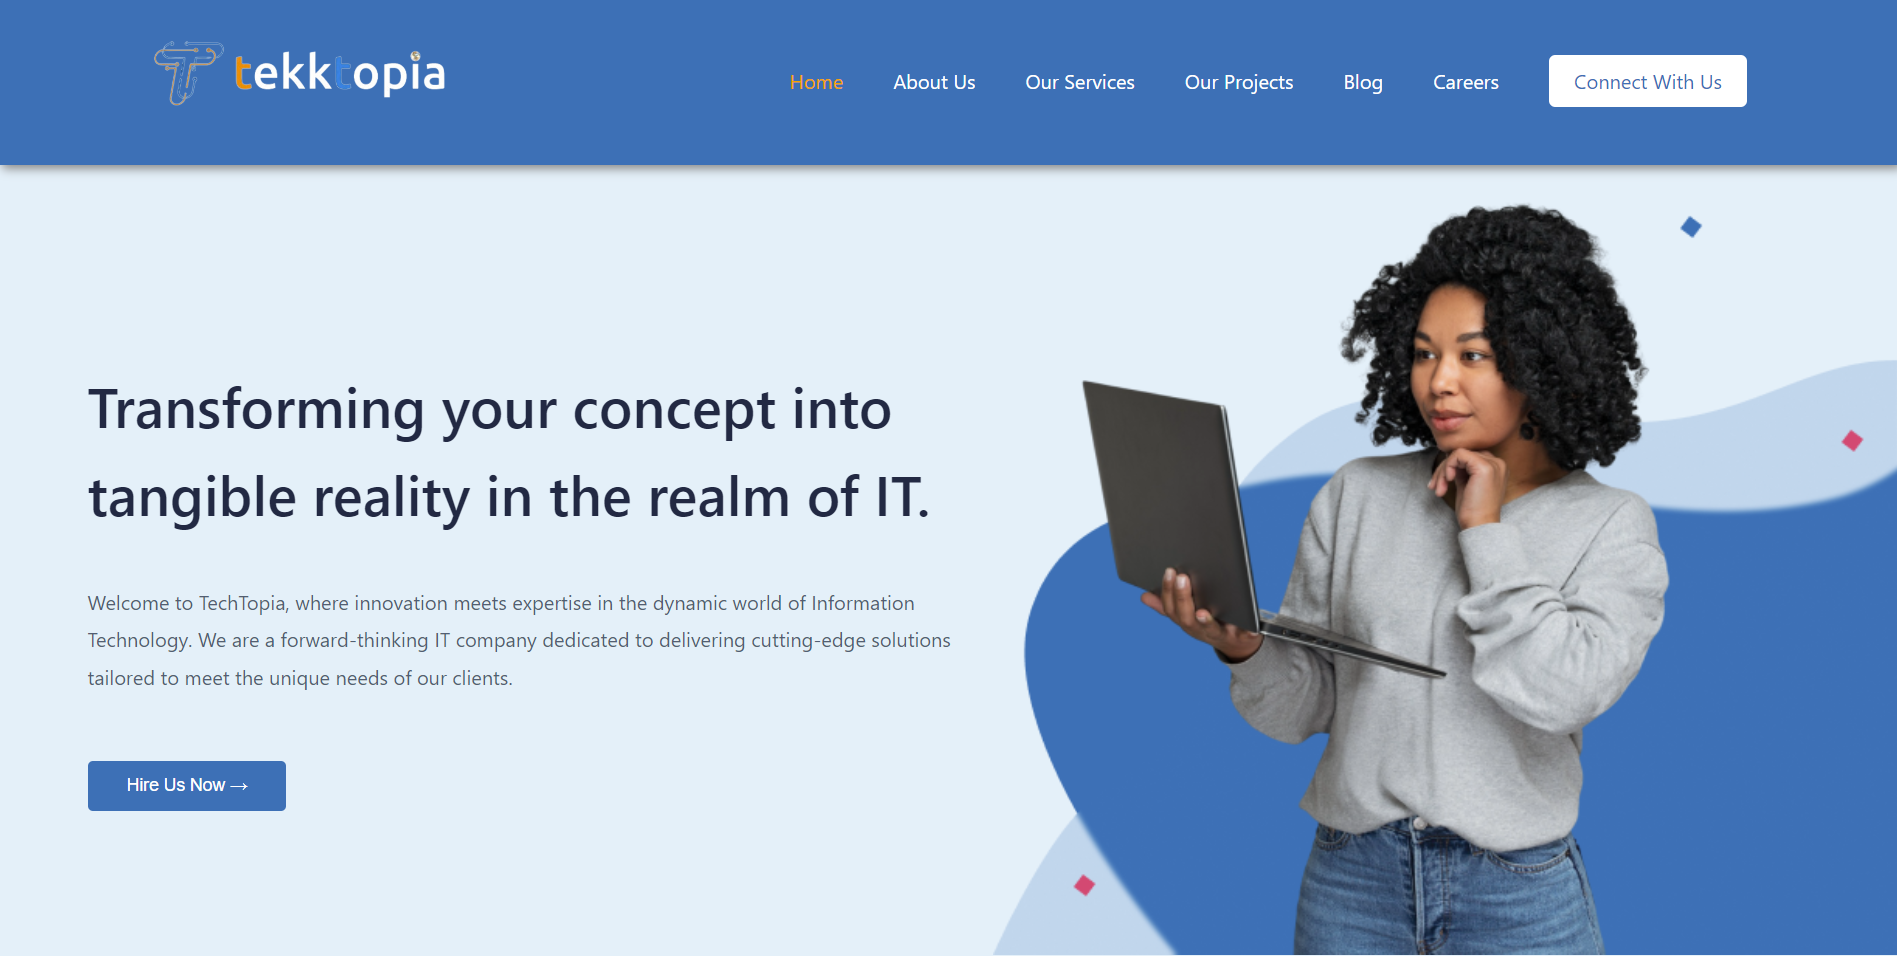 tekktopia
Home
About Us
Our Services
Our Projects
Blog
Careers
Connect With Us
Transforming your concept into
tangible reality in the realm of IT.
Welcome to TechTopia, where innovation meets expertise in the dynamic world of Information
Technology. We are a forward-thinking IT company dedicated to delivering cutting-edge solutions
tailored to meet the unique needs of our clients.
Hire Us Now →